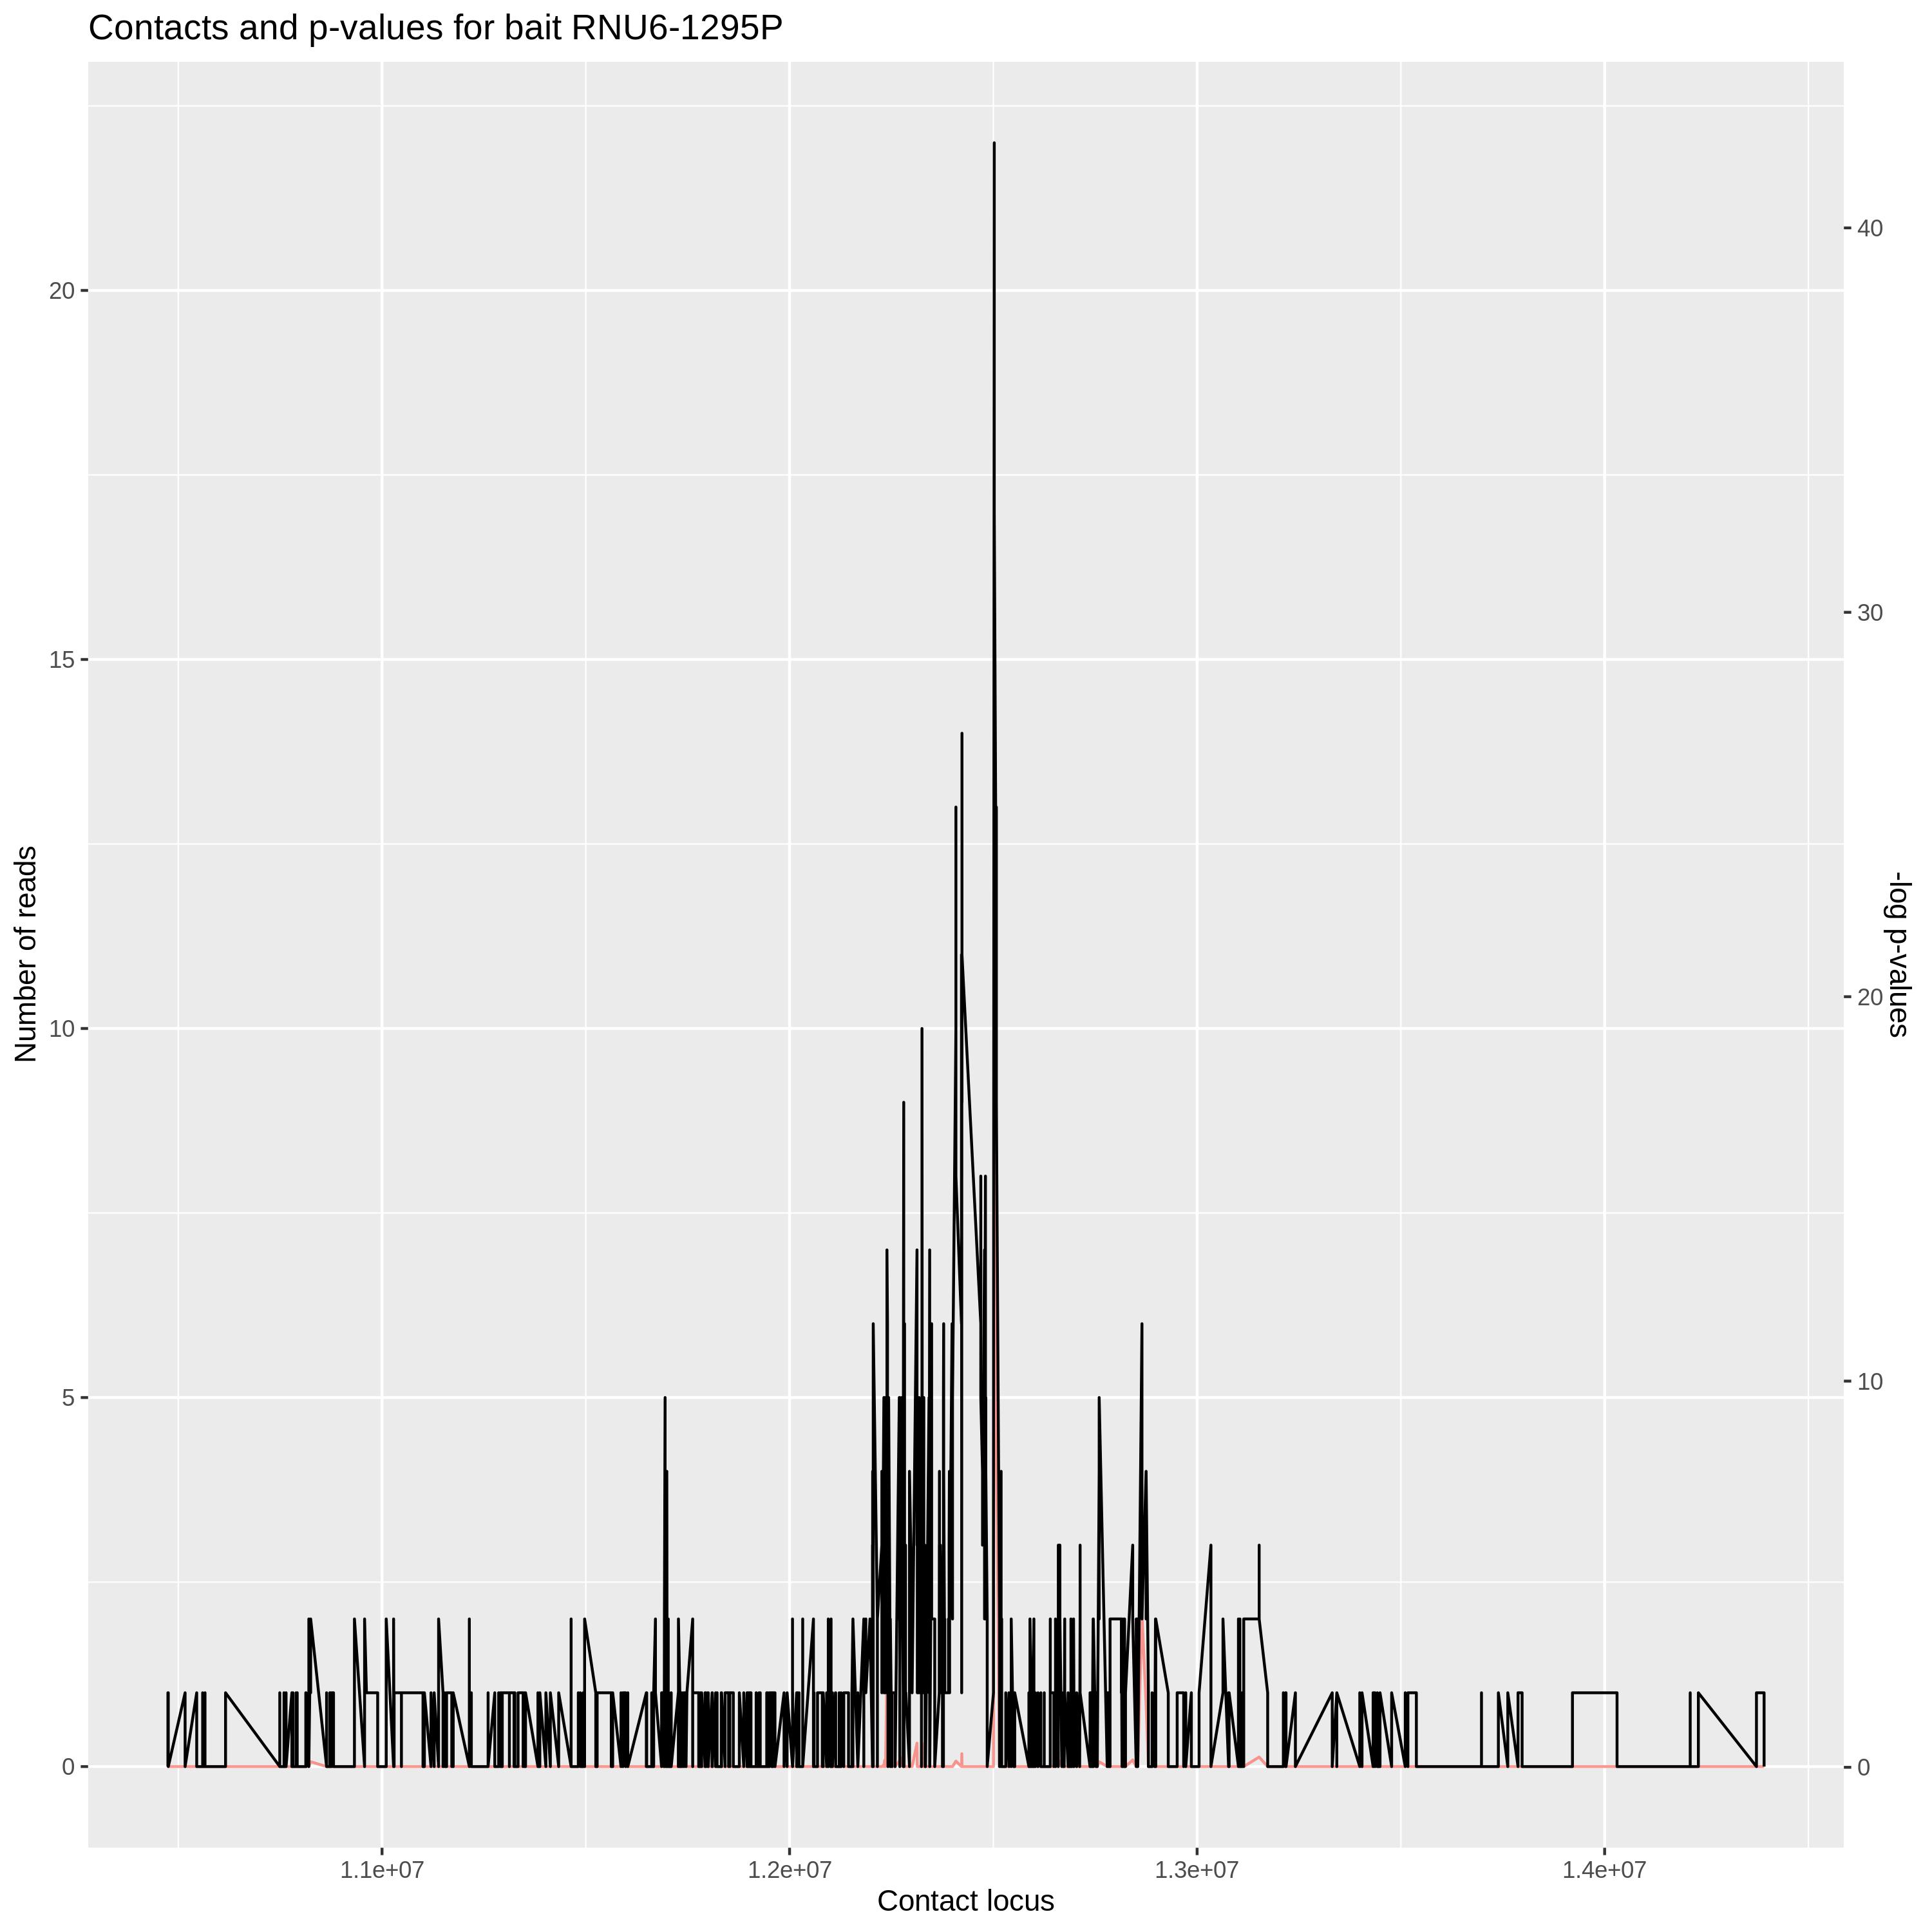 Contacts and p-values for bait RNU6-1295P
20
15
10
5
0
Number of reads
40
30
20
10
0
-log p-values
1.1e+07
1.2e+07
1.3e+07
1.4e+07
Contact locus